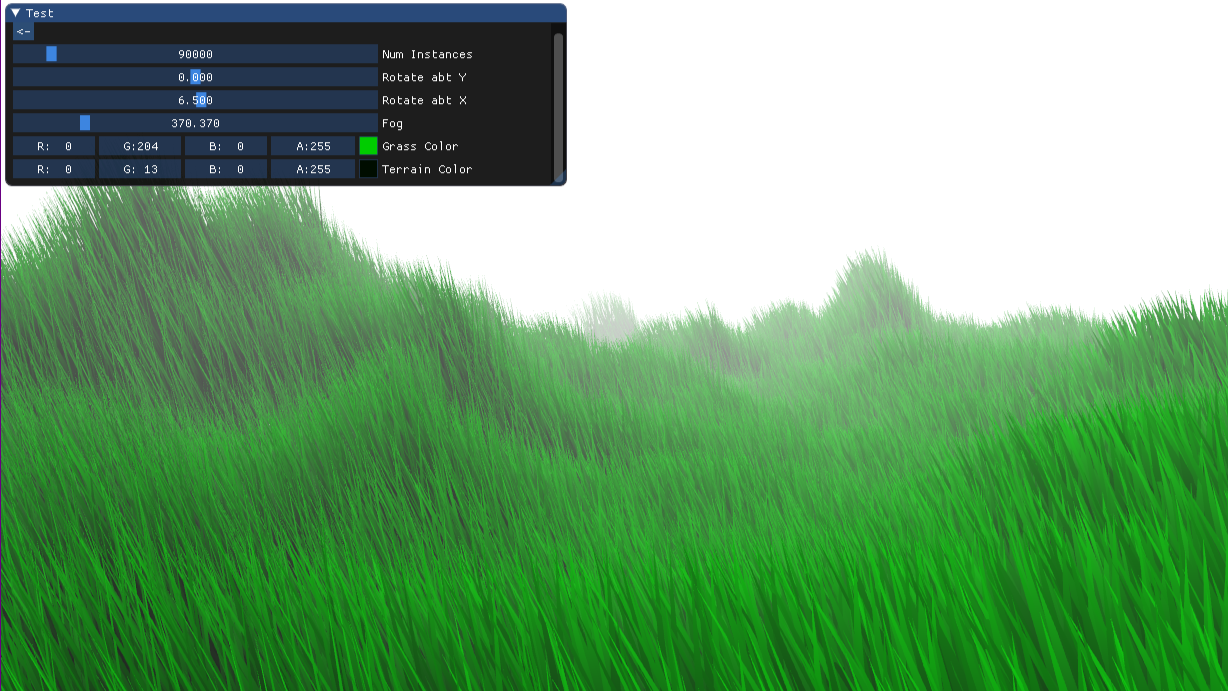 Test
<-
90000 Num Instances
0.000 Rotate abt Y
6.500 Rotate abt X
370.370 Fog
R: 0 G:204 B: 0 A:255 Grass Color
R: 0 G: 13 B: 0 A:255 Terrain Color